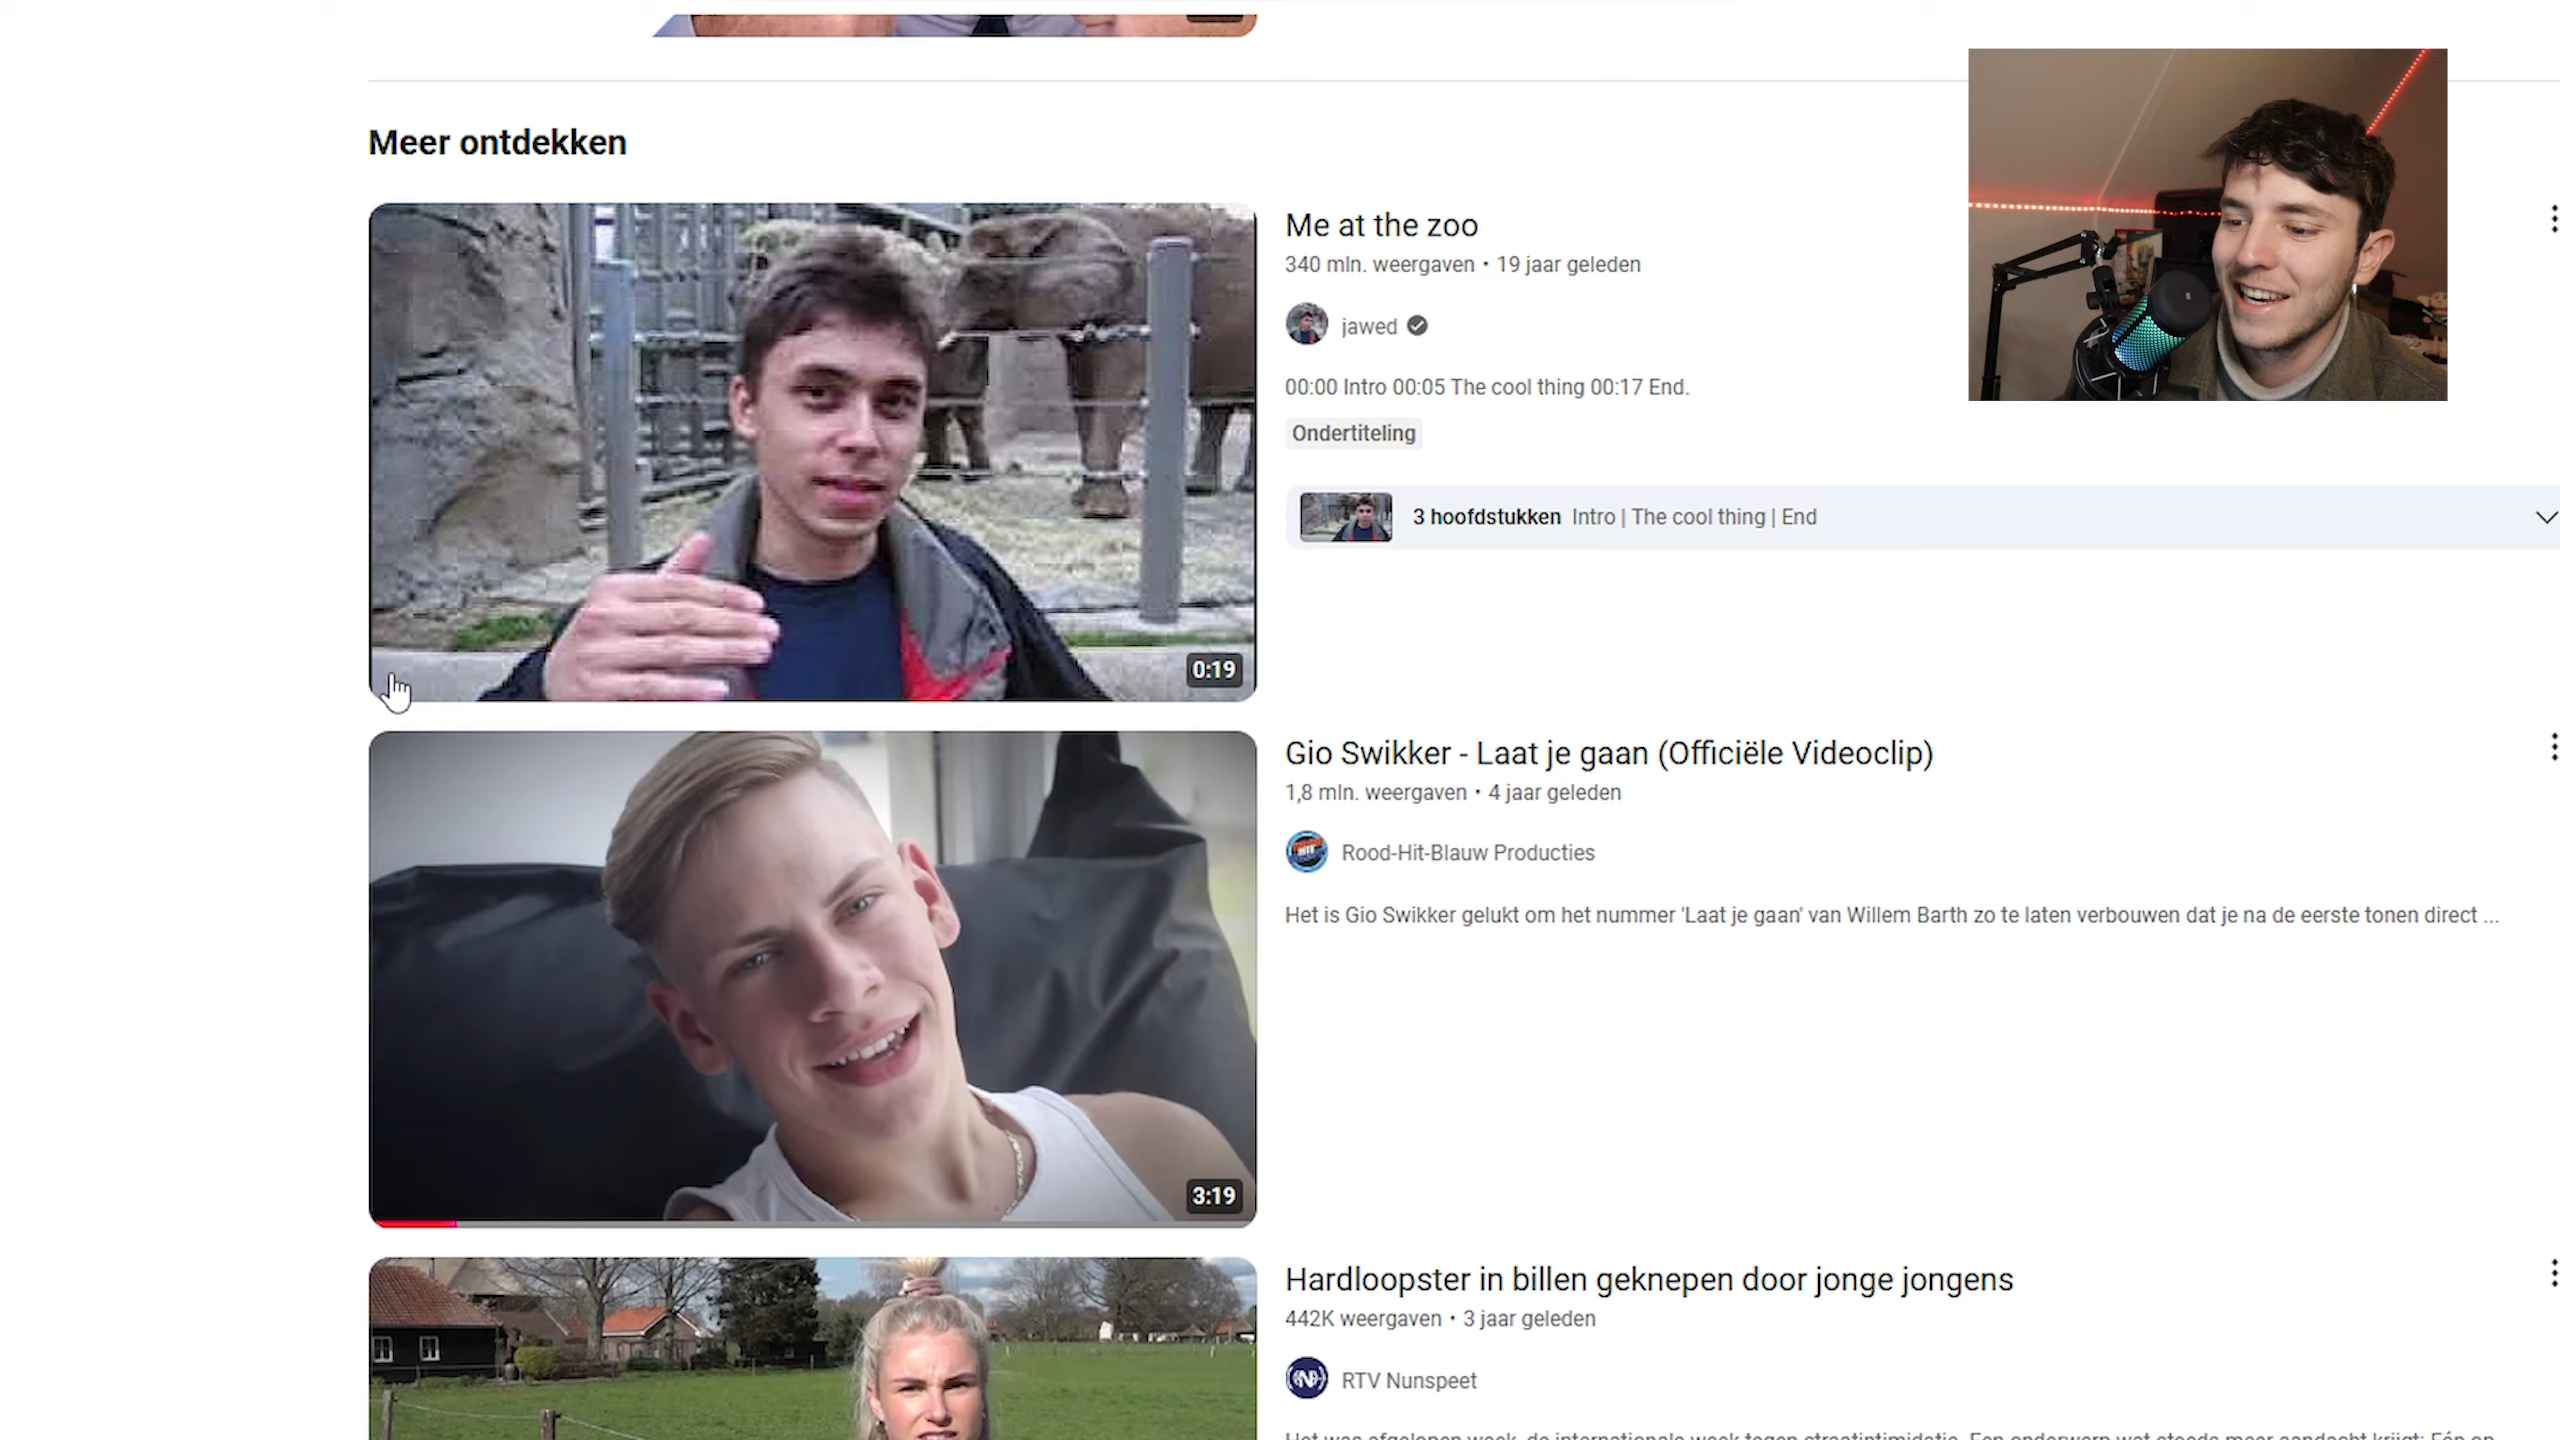 Meer ontdekken
Me at the zoo
340 mln. weergaven • 19 jaar geleden
jawed
00:00 Intro 00:05 The cool thing 00:17 End.
Ondertiteling
3 hoofdstukken Intro | The cool thing | End
0:19
Gio Swikker - Laat je gaan (Officiële Videoclip)
1,8 mln. weergaven • 4 jaar geleden
Rood-Hit-Blauw Producties
Het is Gio Swikker gelukt om het nummer 'Laat je gaan' van Willem Barth zo te laten verbouwen dat je na de eerste tonen direct ...
3:19
Hardloopster in billen geknepen door jonge jongens
442K weergaven • 3 jaar geleden
RTV Nunspeet